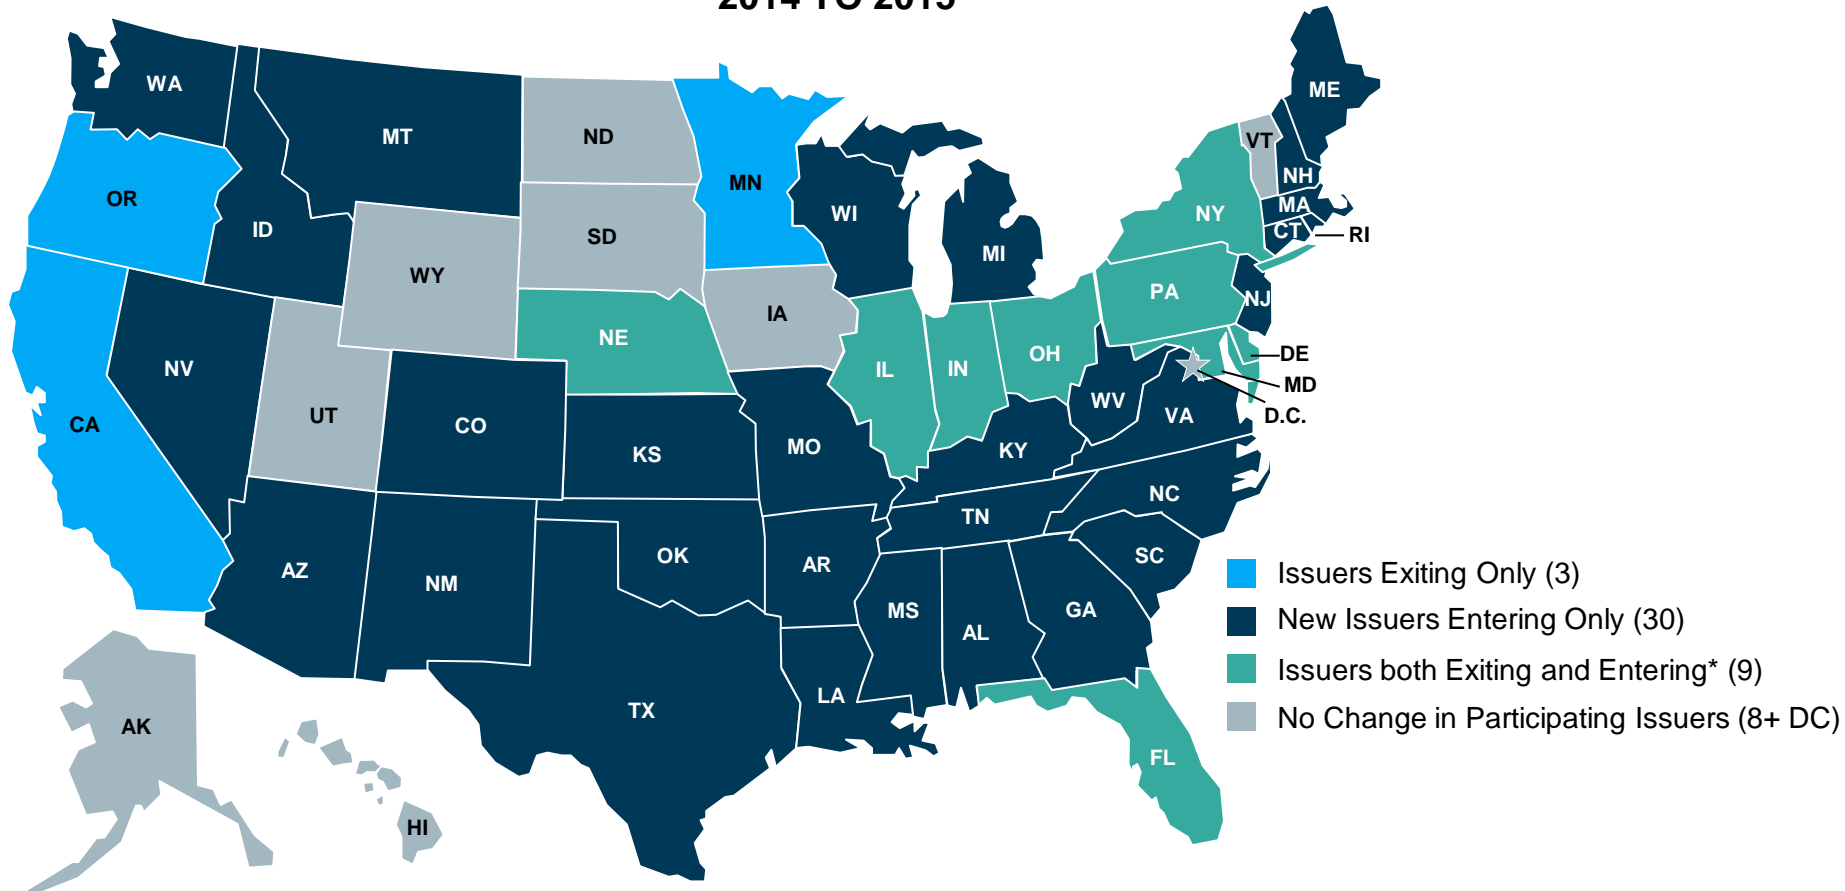 2014 TO 2015
WA
MT
ND
MN
OR
ID
WY
SD
WI
MI
ME
VT
NH
MA
NY
CT
RI
NV
UT
CO
NE
IA
IL
IN
OH
PA
NJ
DE
MD
D.C.
CA
KS
MO
KY
WV
VA
AZ
NM
OK
AR
TN
NC
SC
TX
LA
MS
AL
GA
FL
AK
HI
Issuers Exiting Only (3)
New Issuers Entering Only (30)
Issuers both Exiting and Entering* (9)
No Change in Participating Issuers (8+ DC)